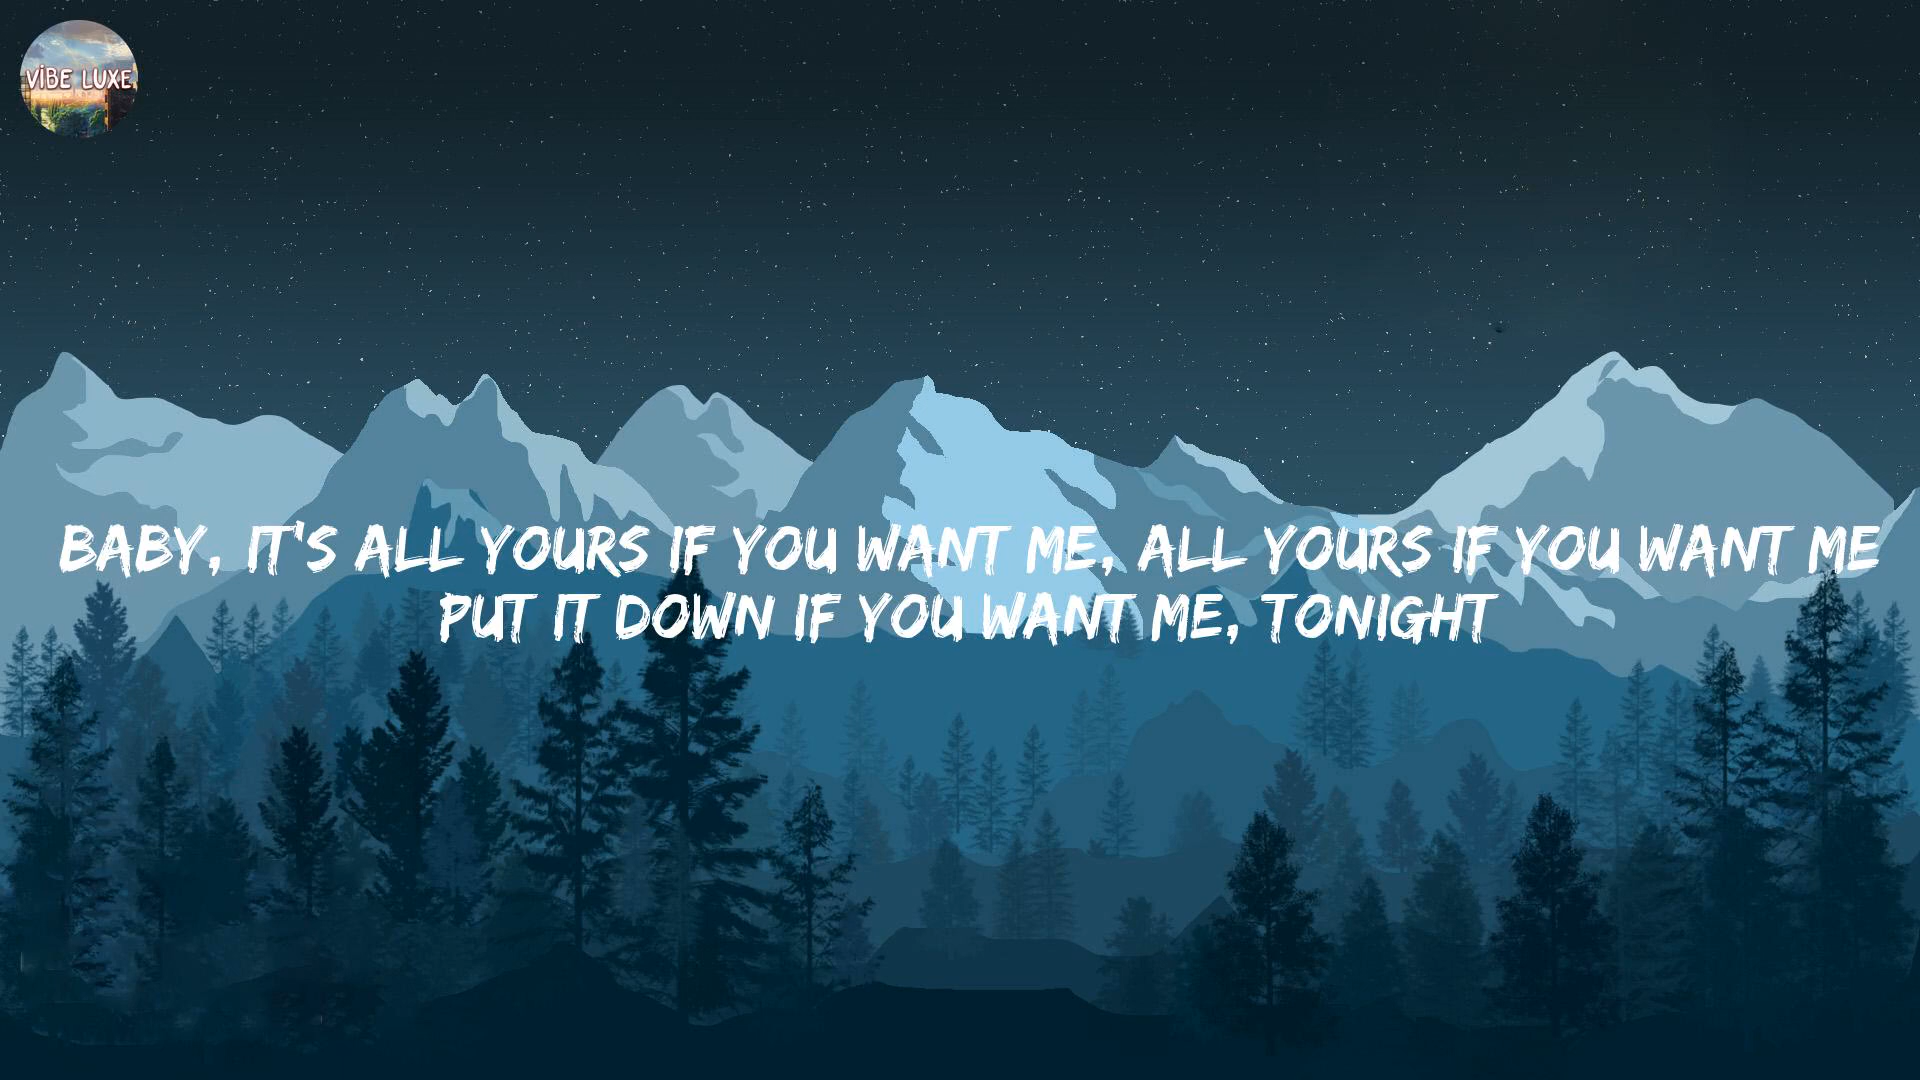 VIBE LUXE
BABY, IT'S ALL YOURS IF YOU WANT ME, ALL YOURS IF YOU WANT ME
PUT IT DOWN IF YOU WANT ME, TONIGHT